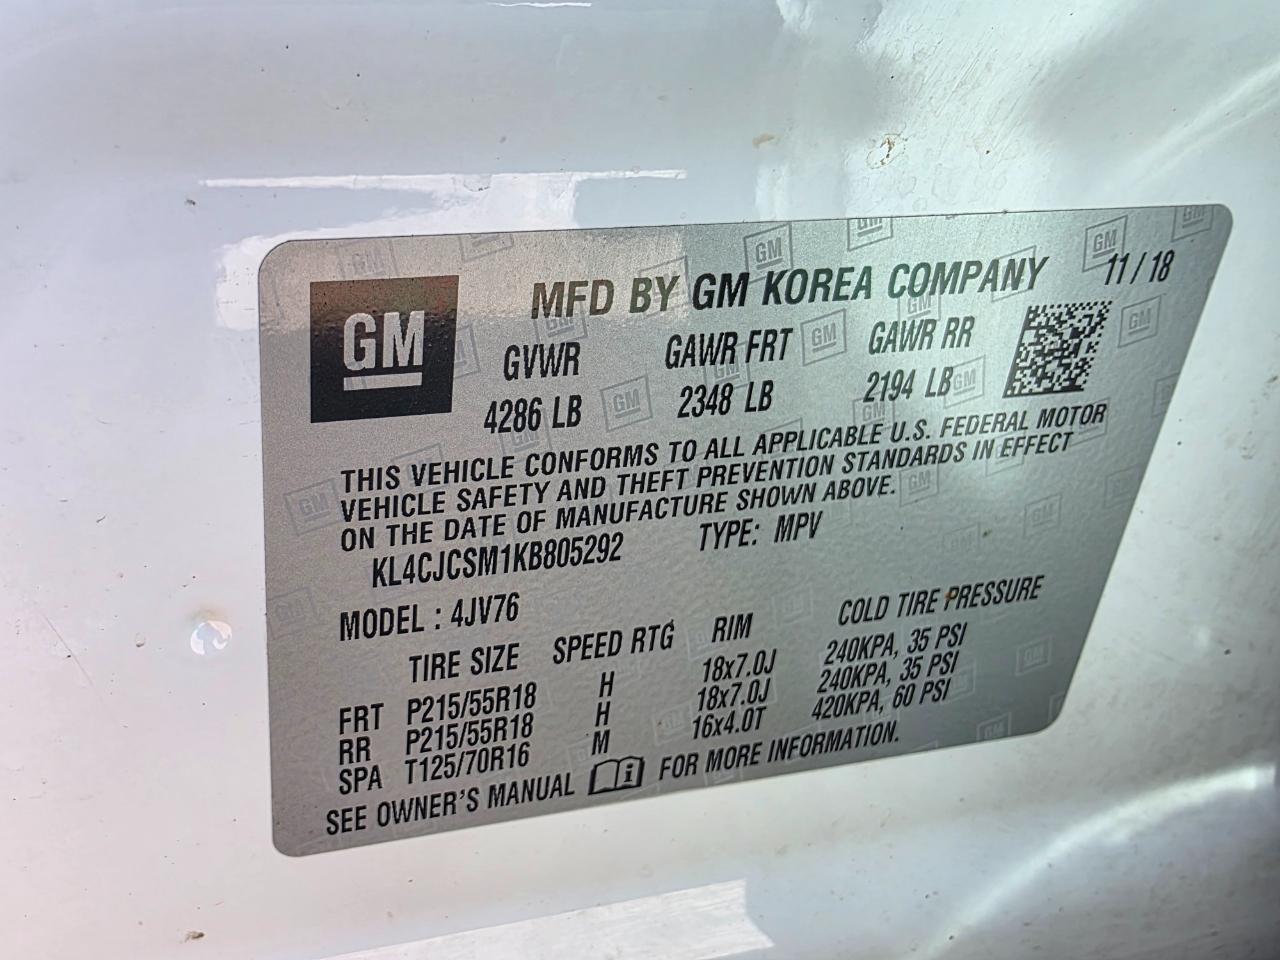 GM
MFD BY GM KOREA COMPANY 11 / 18
GVWR GAWR FRT GAWR RR
4286 LB 2348 LB 2194 LB
THIS VEHICLE CONFORMS TO ALL APPLICABLE U.S. FEDERAL MOTOR
VEHICLE SAFETY AND THEFT PREVENTION STANDARDS IN EFFECT
ON THE DATE OF MANUFACTURE SHOWN ABOVE.
KL4CJCSM1KB805292 TYPE: MPV
MODEL : 4JV76
TIRE SIZE SPEED RTG RIM COLD TIRE PRESSURE
FRT P215/55R18 H 18x7.0J 240KPA, 35 PSI
RR P215/55R18 H 18x7.0J 240KPA, 35 PSI
SPA T125/70R16 M 16x4.0T 420KPA, 60 PSI
SEE OWNER'S MANUAL FOR MORE INFORMATION.